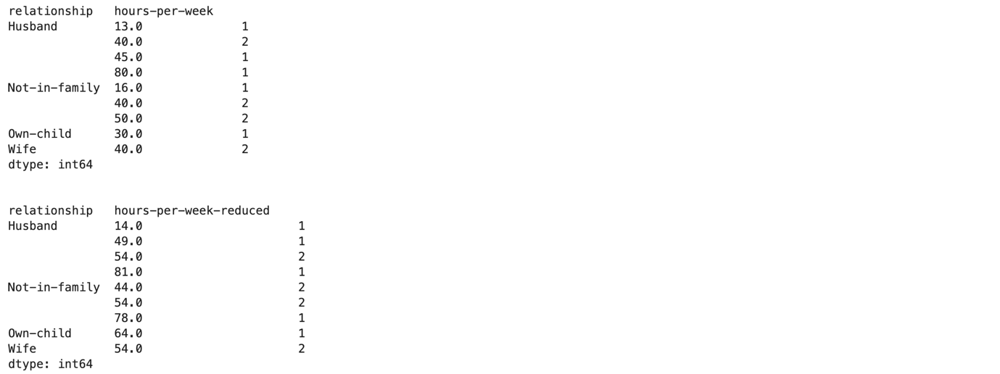 relationship   hours-per-week
Husband        13.0              1
               40.0              2
               45.0              1
               80.0              1
Not-in-family  16.0              1
               40.0              2
               50.0              2
Own-child      30.0              1
Wife           40.0              2
dtype: int64
relationship   hours-per-week-reduced
Husband        14.0                      1
               49.0                      1
               54.0                      2
               81.0                      1
Not-in-family  44.0                      2
               54.0                      2
               78.0                      1
Own-child      64.0                      1
Wife           54.0                      2
dtype: int64